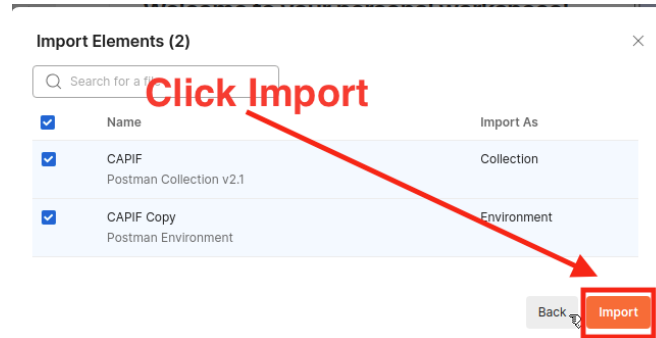 Import Elements (2)
Search for a
Click Import
Name Import As
CAPIF Collection
Postman Collection v2.1
CAPIF Copy Environment
Postman Environment
Back Import